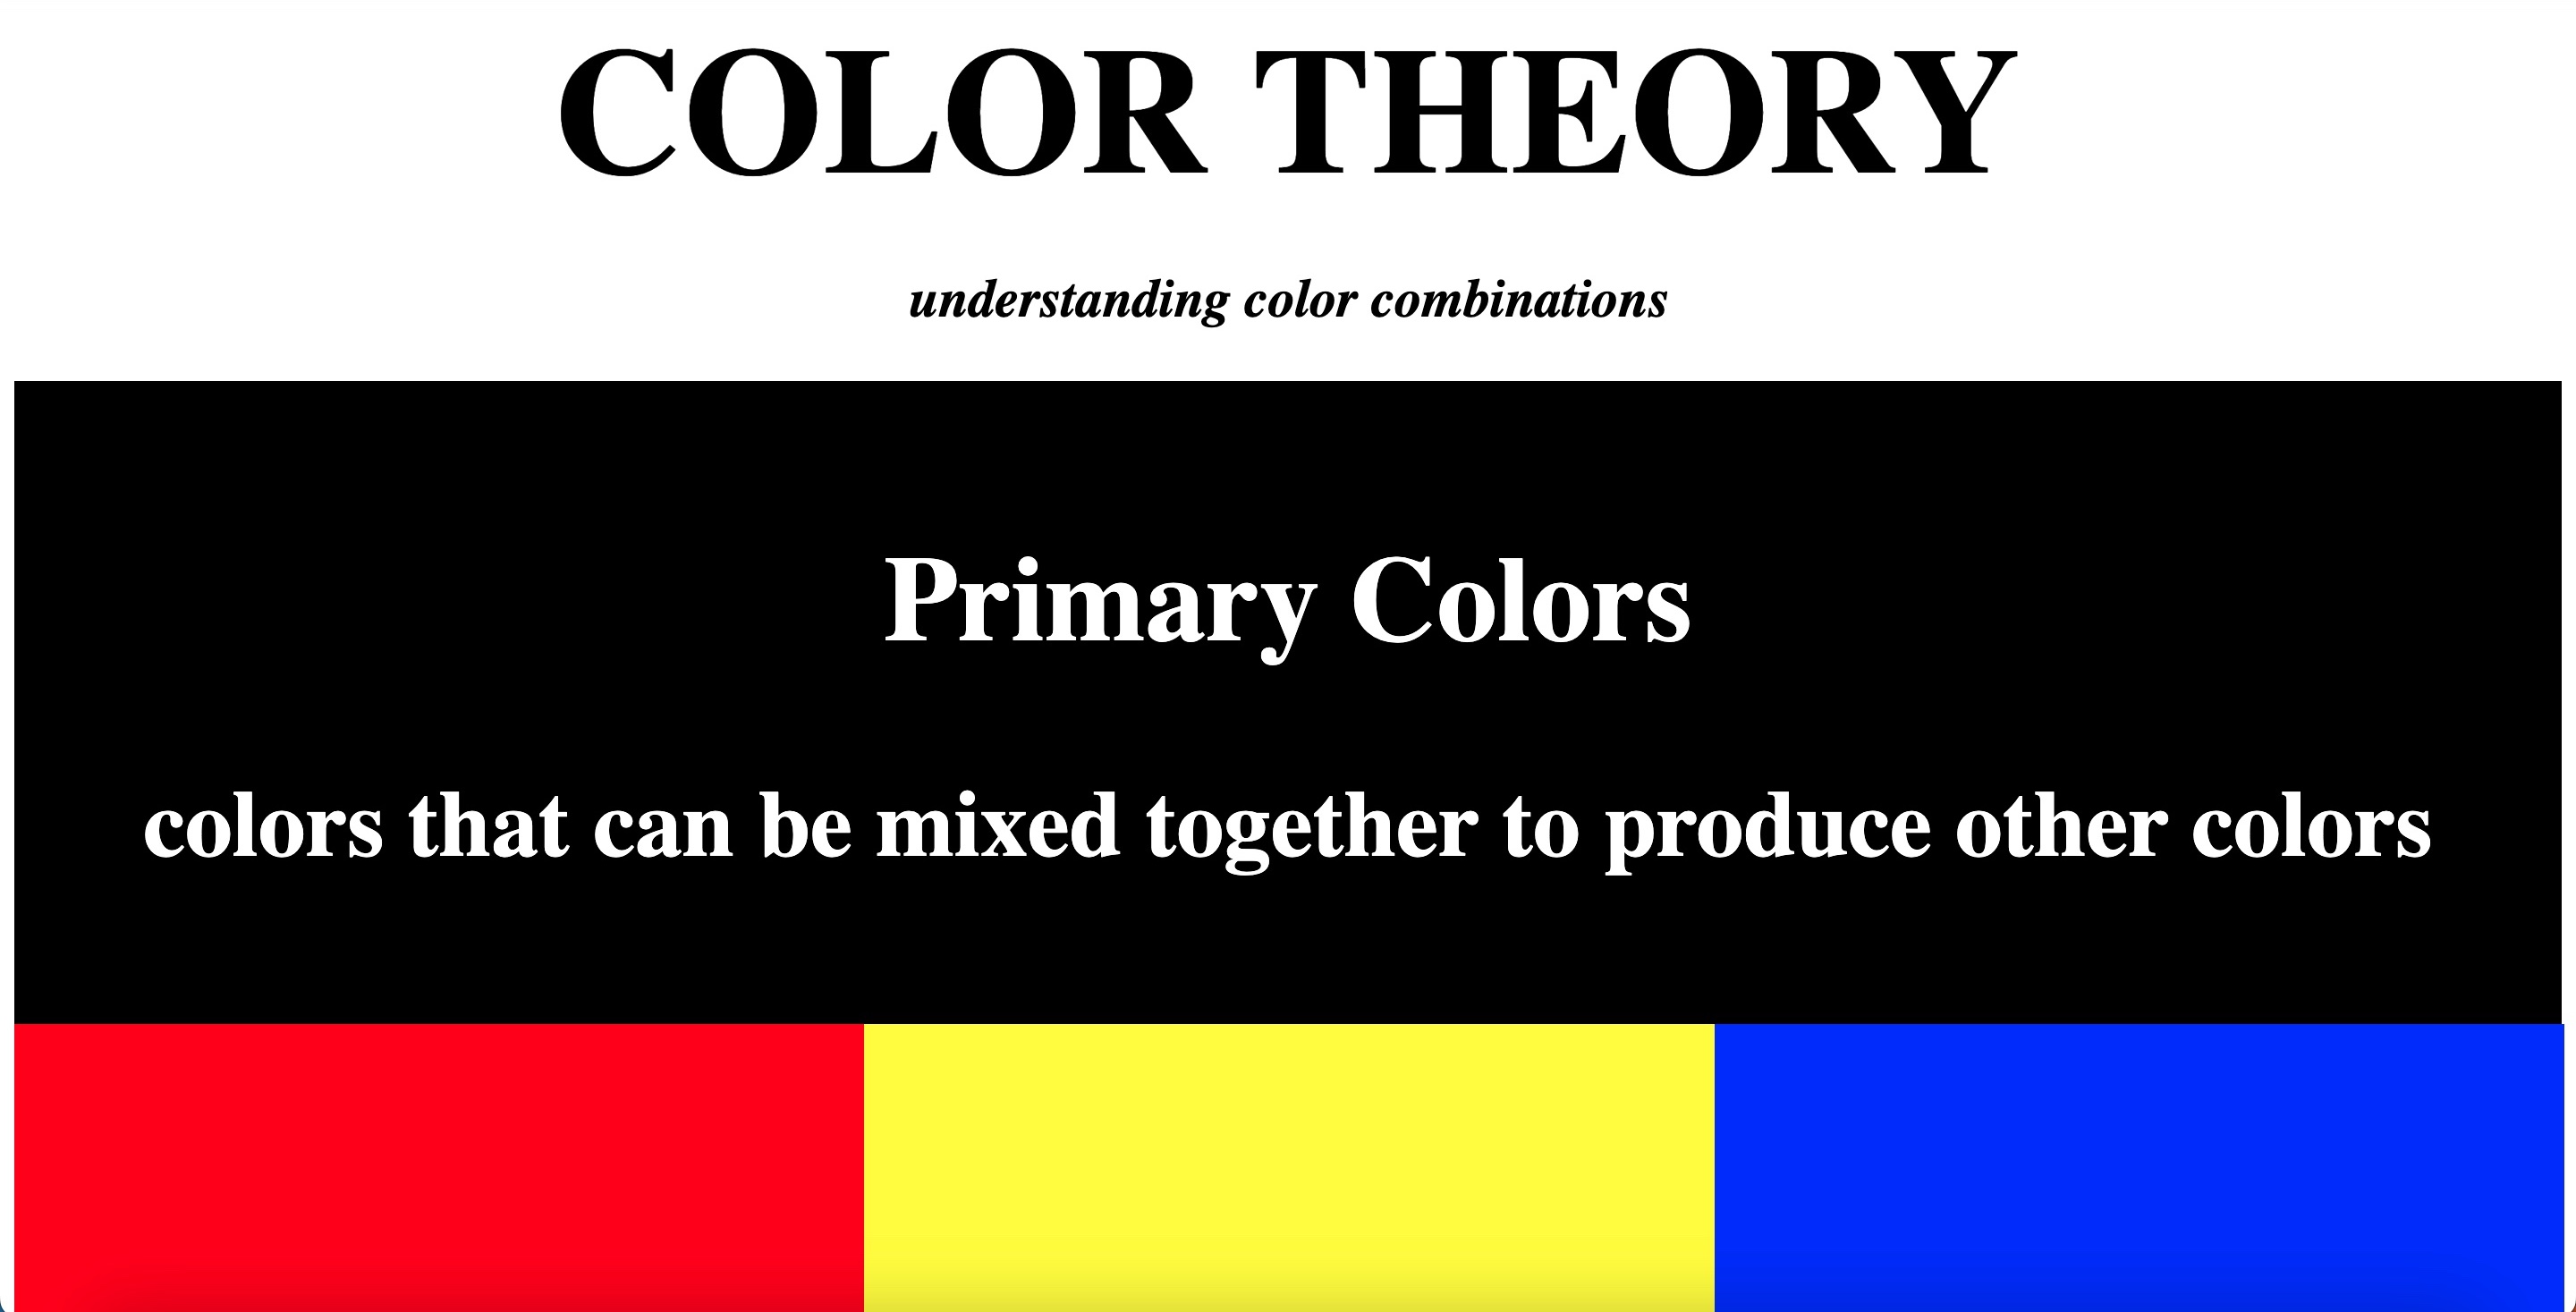 COLOR THEORY
understanding color combinations
Primary Colors
colors that can be mixed together to produce other colors